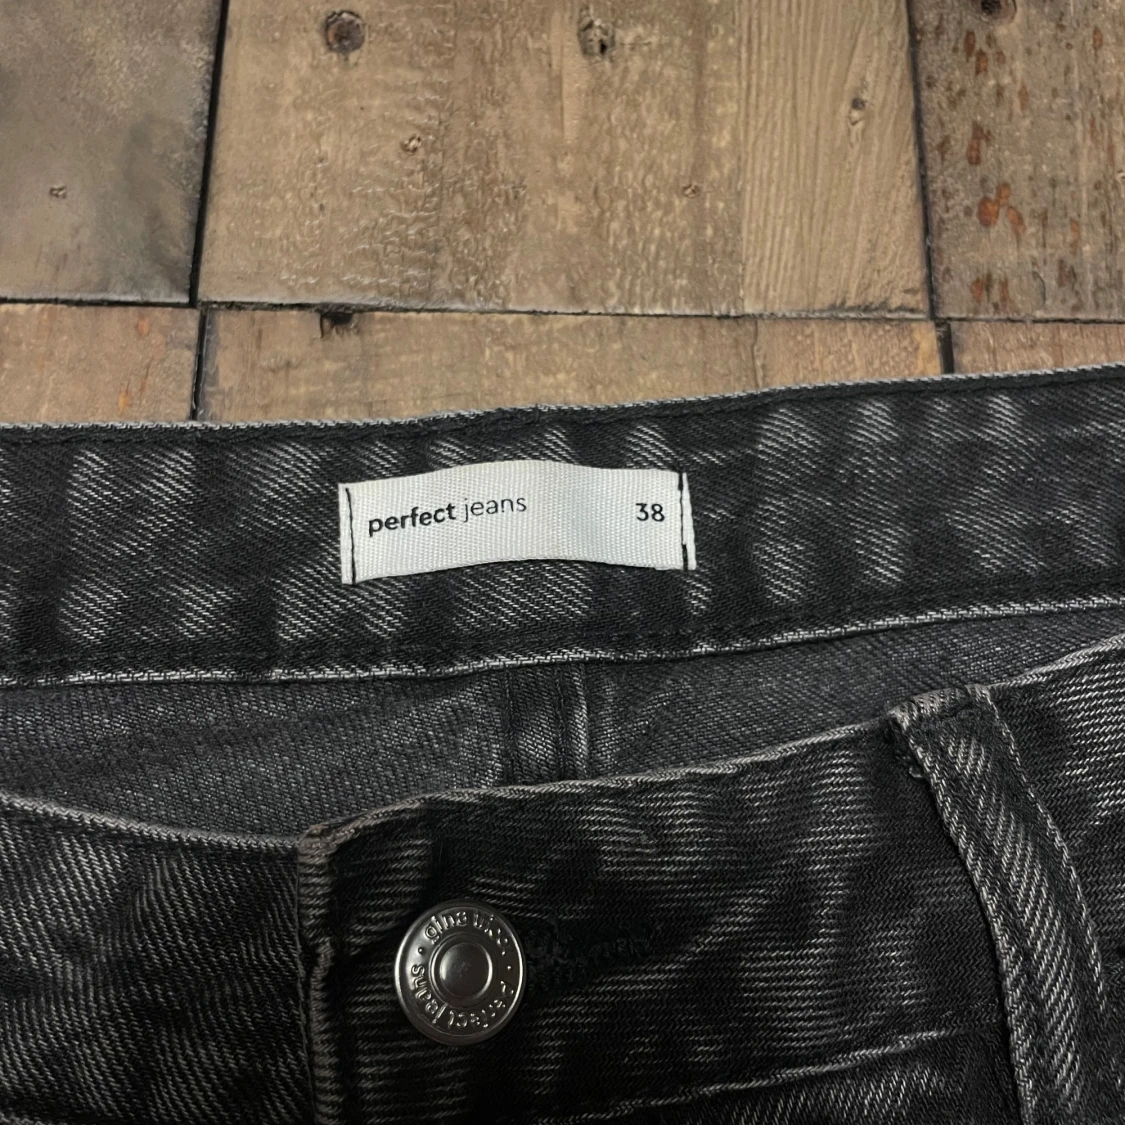 perfect jeans 38
gina tricot · perfect jeans ·